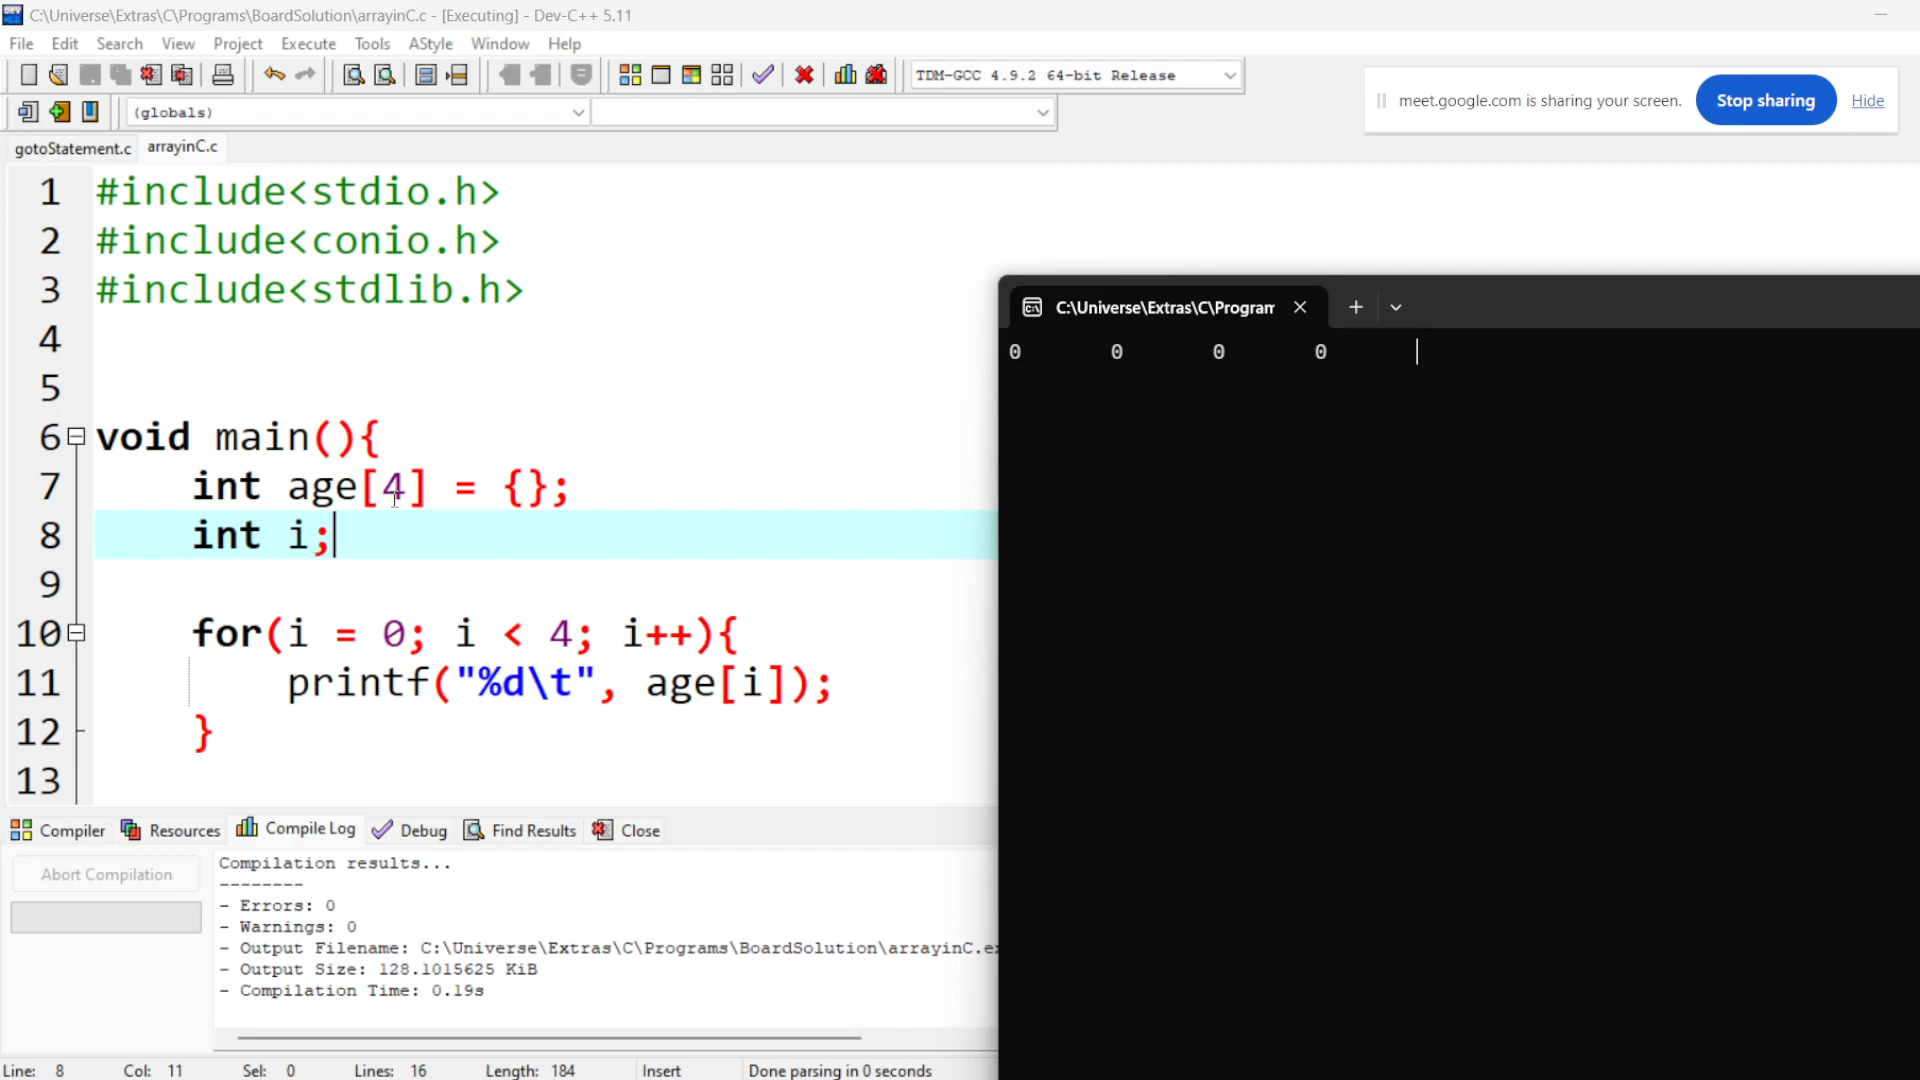 C:\Universe\Extras\C\Programs\BoardSolution\arrayinC.c - [Executing] - Dev-C++ 5.11
File Edit Search View Project Execute Tools AStyle Window Help
TDM-GCC 4.9.2 64-bit Release
meet.google.com is sharing your screen. Stop sharing Hide
(globals)
gotoStatement.c arrayinC.c
1 #include<stdio.h>
2 #include<conio.h>
3 #include<stdlib.h>
4
5
6 void main(){
7 int age[4] = {};
8 int i;
9
10 for(i = 0; i < 4; i++){
11 printf("%d\t", age[i]);
12 }
13
C:\Universe\Extras\C\Program
0 0 0 0
Compiler Resources Compile Log Debug Find Results Close
Abort Compilation
Compilation results...
--------
- Errors: 0
- Warnings: 0
- Output Filename: C:\Universe\Extras\C\Programs\BoardSolution\arrayinC.e
- Output Size: 128.1015625 KiB
- Compilation Time: 0.19s
Line: 8 Col: 11 Sel: 0 Lines: 16 Length: 184 Insert Done parsing in 0 seconds